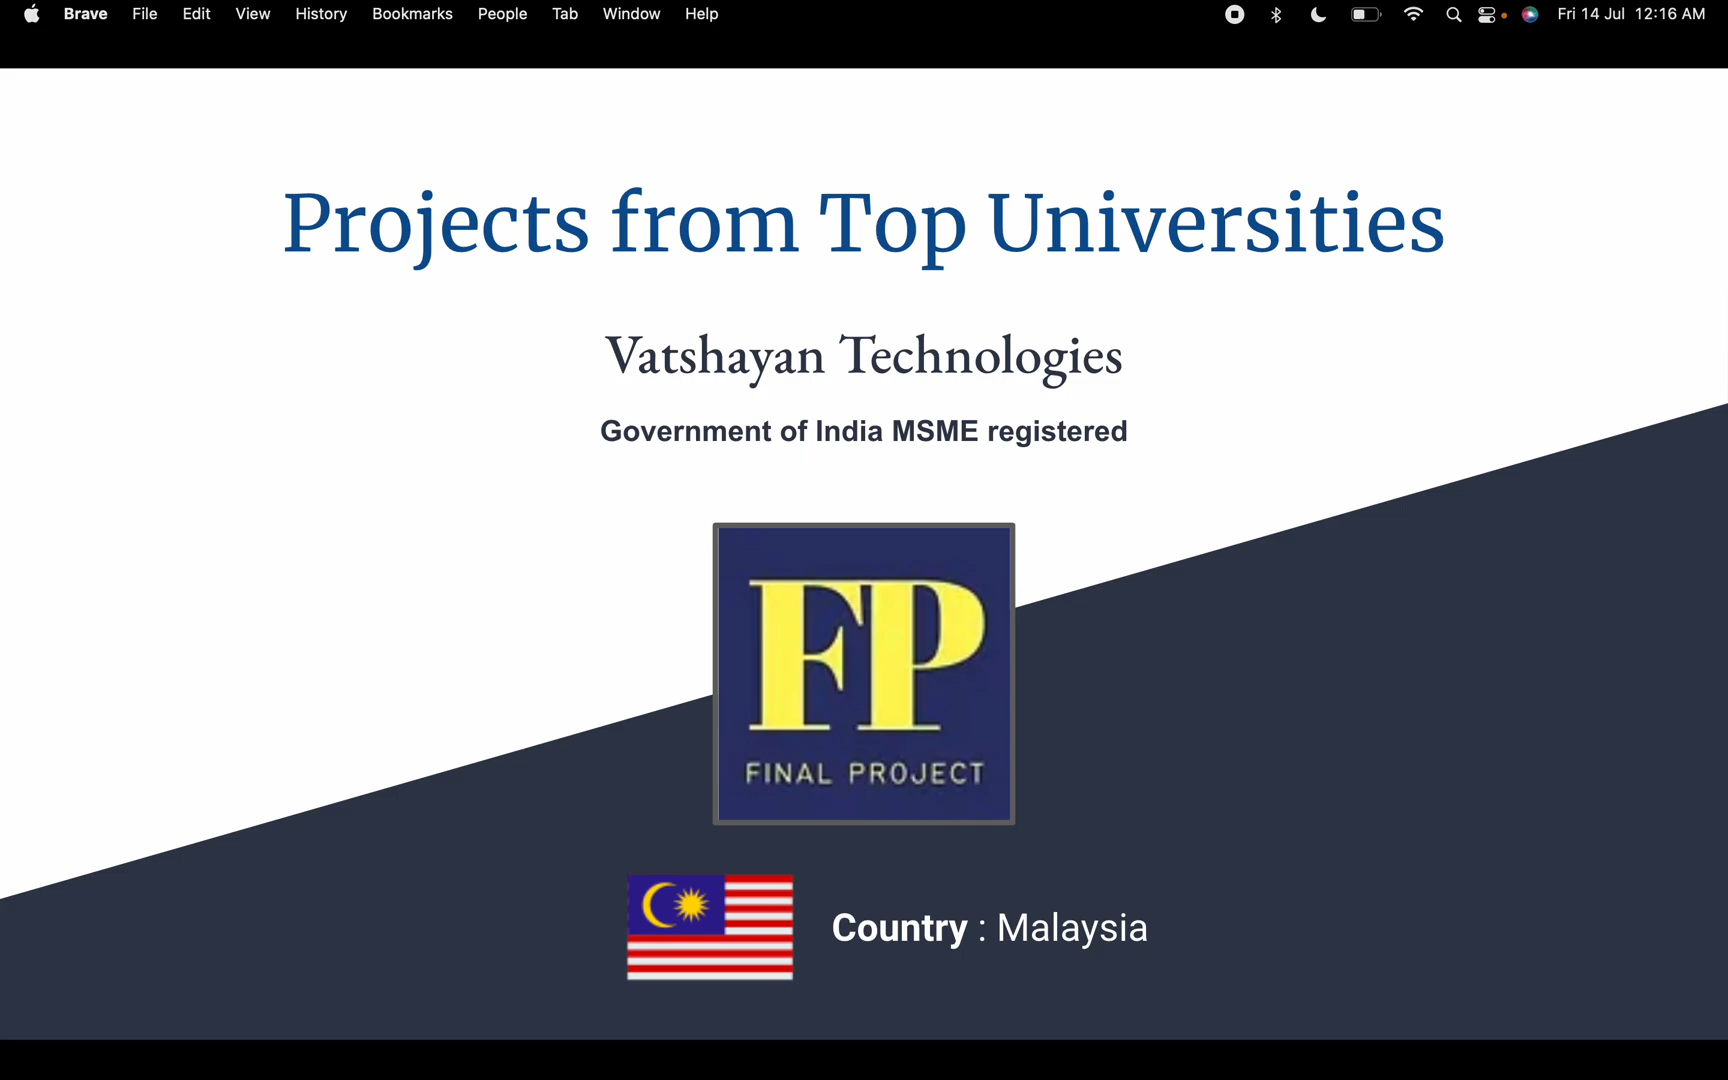 Brave File Edit View History Bookmarks People Tab Window Help Fri 14 Jul 12:16 AM
Projects from Top Universities
Vatshayan Technologies
Government of India MSME registered
FP
FINAL PROJECT
Country : Malaysia